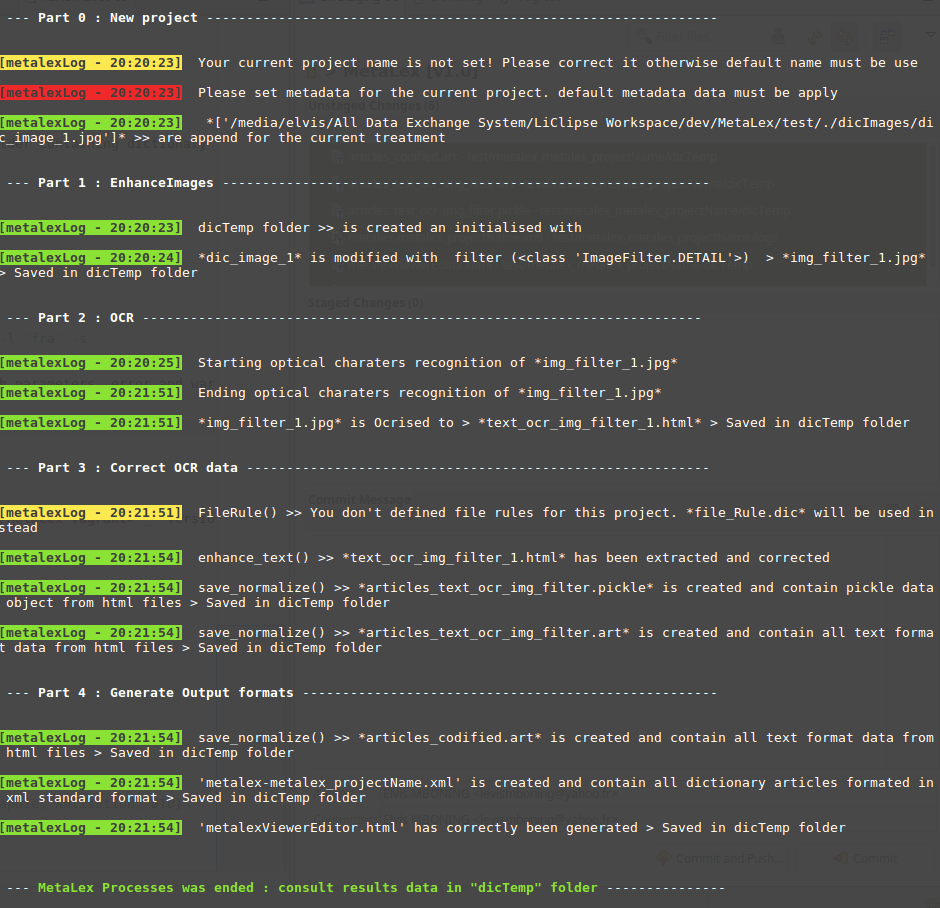 --- Part 0 : New project ----------------------------------------------------------------
[metalexLog - 20:20:23]  Your current project name is not set! Please correct it otherwise default name must be use
[metalexLog - 20:20:23]  Please set metadata for the current project. default metadata data must be apply
[metalexLog - 20:20:23]   *['/media/elvis/All Data Exchange System/LiClipse Workspace/dev/MetaLex/test/./dicImages/di
c_image_1.jpg']* >> are append for the current treatment
--- Part 1 : EnhanceImages -------------------------------------------------------------
[metalexLog - 20:20:23]  dicTemp folder >> is created an initialised with
[metalexLog - 20:20:24]  *dic_image_1* is modified with  filter (<class 'ImageFilter.DETAIL'>)  > *img_filter_1.jpg*
> Saved in dicTemp folder
--- Part 2 : OCR ----------------------------------------------------------------------
[metalexLog - 20:20:25]  Starting optical charaters recognition of *img_filter_1.jpg*
[metalexLog - 20:21:51]  Ending optical charaters recognition of *img_filter_1.jpg*
[metalexLog - 20:21:51]  *img_filter_1.jpg* is Ocrised to > *text_ocr_img_filter_1.html* > Saved in dicTemp folder
--- Part 3 : Correct OCR data ----------------------------------------------------------
Commit Message
[metalexLog - 20:21:51]  FileRule() >> You don't defined file rules for this project. *file_Rule.dic* will be used in
stead
[metalexLog - 20:21:54]  enhance_text() >> *text_ocr_img_filter_1.html* has been extracted and corrected
[metalexLog - 20:21:54]  save_normalize() >> *articles_text_ocr_img_filter.pickle* is created and contain pickle data
 object from html files > Saved in dicTemp folder
[metalexLog - 20:21:54]  save_normalize() >> *articles_text_ocr_img_filter.art* is created and contain all text forma
t data from html files > Saved in dicTemp folder
--- Part 4 : Generate Output formats ----------------------------------------------------
[metalexLog - 20:21:54]  save_normalize() >> *articles_codified.art* is created and contain all text format data from
 html files > Saved in dicTemp folder
[metalexLog - 20:21:54]  'metalex-metalex_projectName.xml' is created and contain all dictionary articles formated in
 xml standard format > Saved in dicTemp folder
[metalexLog - 20:21:54]  'metalexViewerEditor.html' has correctly been generated > Saved in dicTemp folder
Commit and Push...
Commit
--- MetaLex Processes was ended : consult results data in "dicTemp" folder ---------------